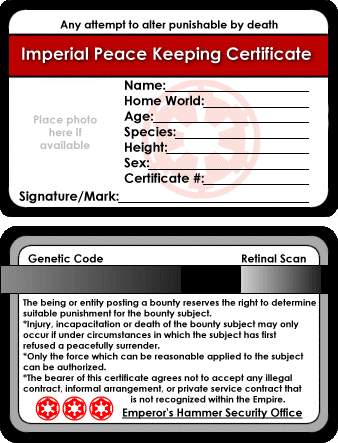 Any attempt to alter punishable by death
Imperial Peace Keeping Certificate
Place photo
here if
available
Name:
Home World:
Age:
Species:
Height:
Sex:
Certificate #:
Signature/Mark:
Genetic Code
Retinal Scan
The being or entity posting a bounty reserves the right to determine
suitable punishment for the bounty subject.
*Injury, incapacitation or death of the bounty subject may only
occur if under circumstances in which the subject has first
refused a peacefully surrender.
*Only the force which can be reasonable applied to the subject
can be authorized.
*The bearer of this certificate agrees not to accept any illegal
contract, informal arrangement, or private service contract that
is not recognized within the Empire.
Emperor's Hammer Security Office